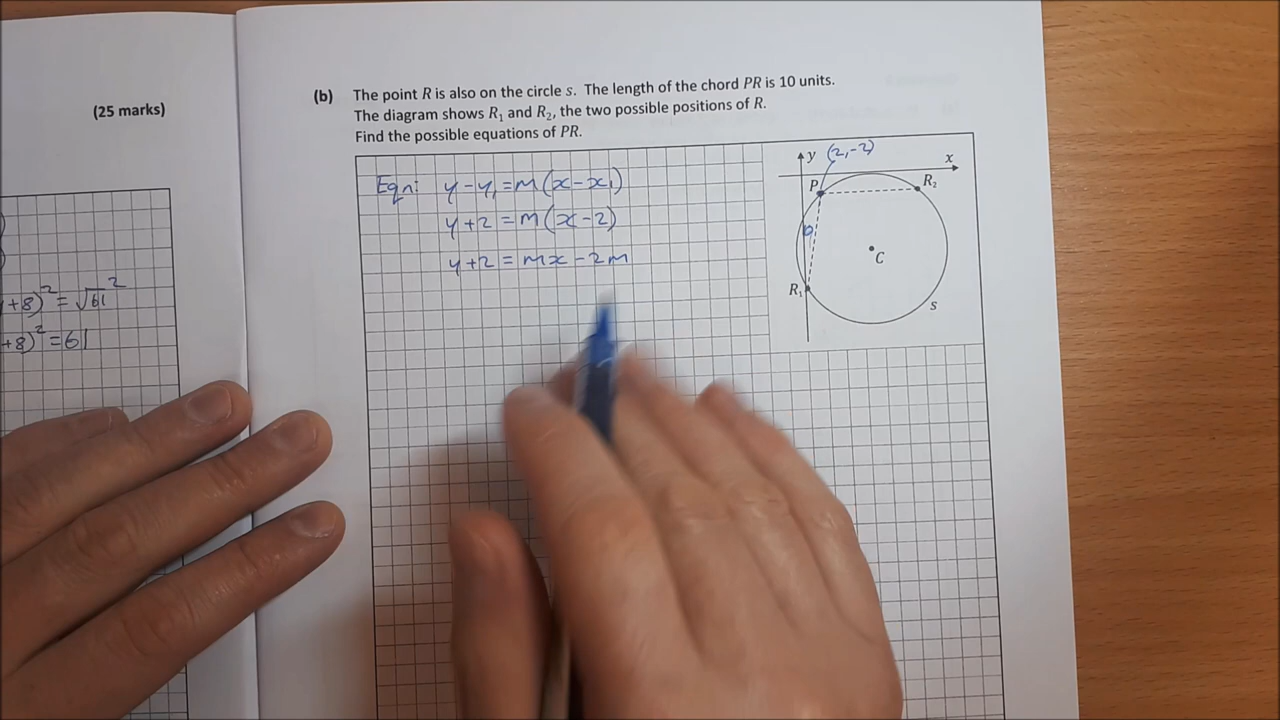 (25 marks)
+8)² = √61²
+8)² = 61
(b) The point R is also on the circle s. The length of the chord PR is 10 units.
The diagram shows R₁ and R₂, the two possible positions of R.
Find the possible equations of PR.
Eqn: y - y₁ = m(x - x₁)
y + 2 = m(x - 2)
y + 2 = mx - 2m
y
(2, -2)
x
P
R₂
C
R₁
s